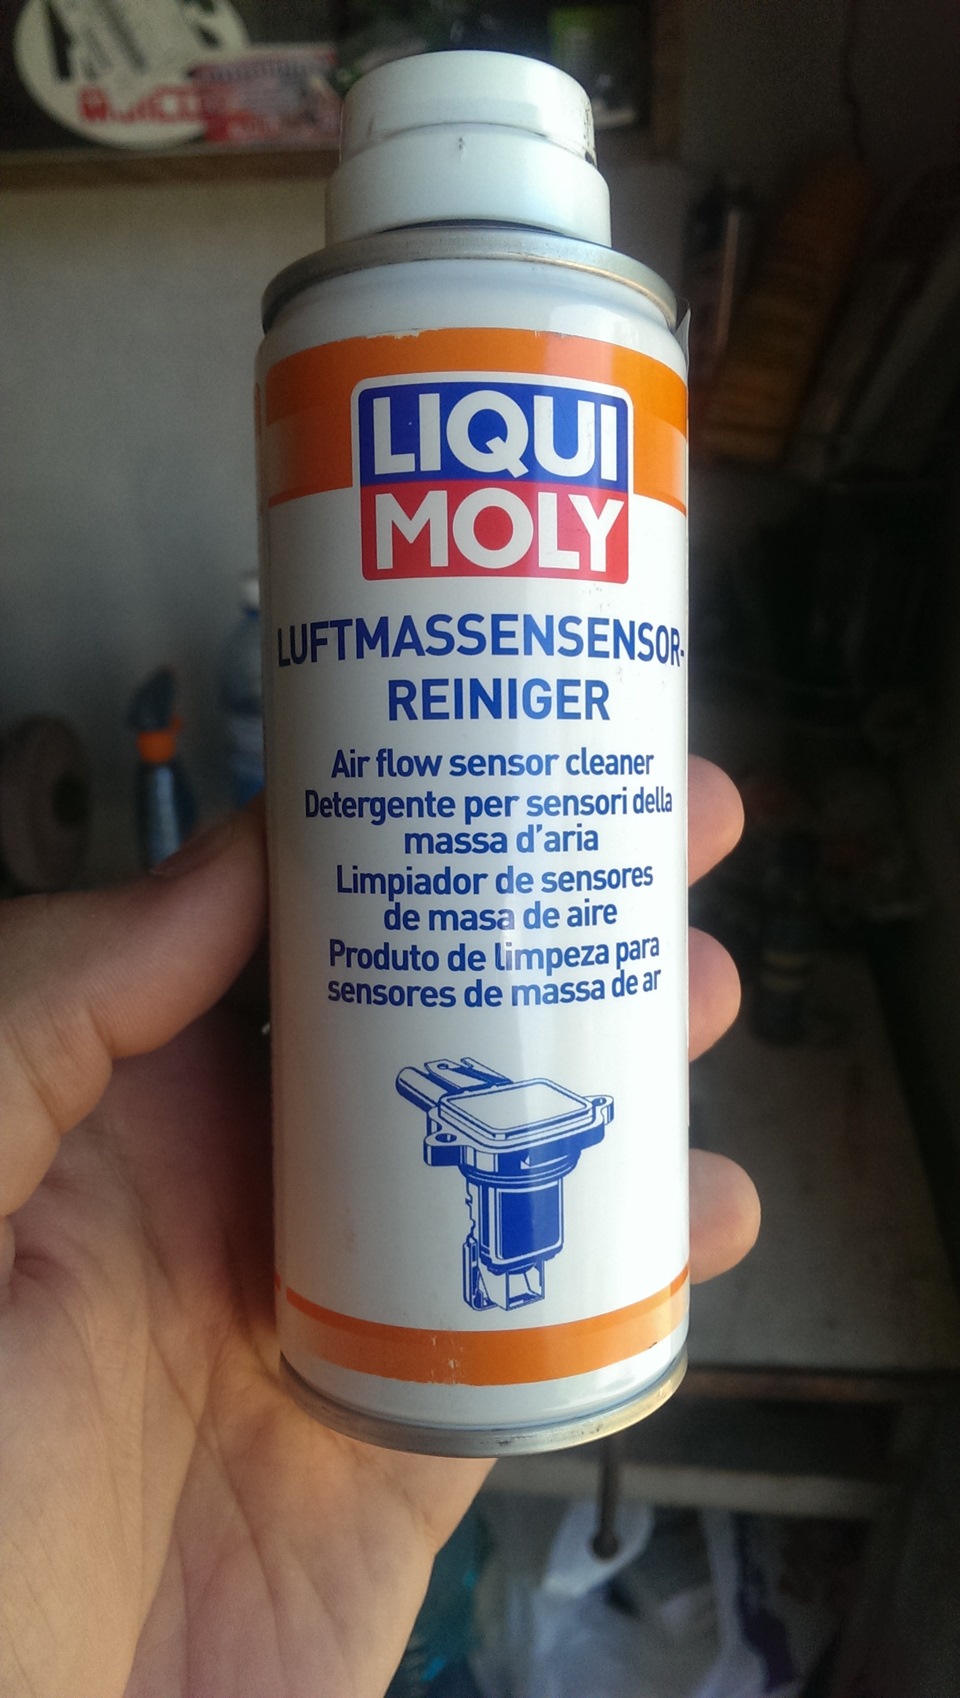 LIQUI
MOLY
LUFTMASSENSENSOR-
REINIGER
Air flow sensor cleaner
Detergente per sensori della
massa d'aria
Limpiador de sensores
de masa de aire
Produto de limpeza para
sensores de massa de ar